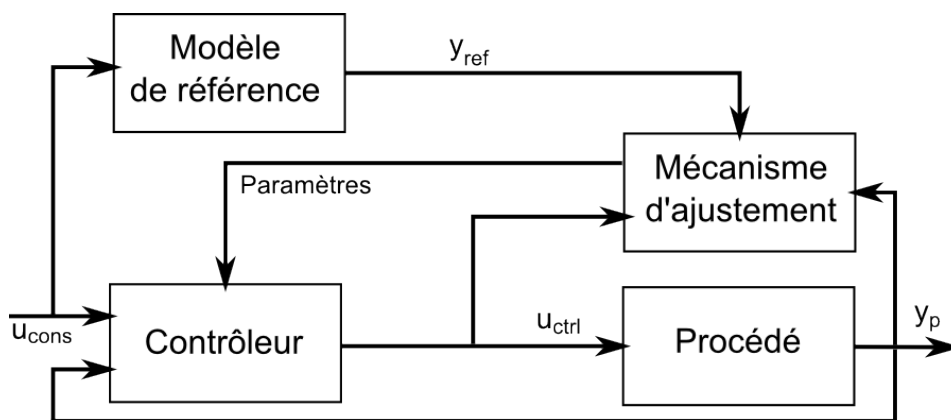 Modèle
de référence
y_ref
Mécanisme
d'ajustement
Paramètres
u_cons
Contrôleur
u_ctrl
Procédé
y_p